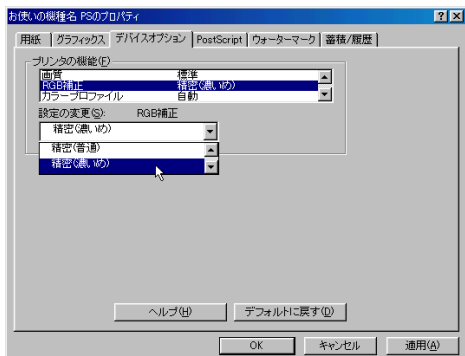 お使いの機種名 PSのプロパティ
用紙 グラフィックス デバイスオプション PostScript ウォーターマーク 蓄積/履歴
プリンタの機能(F)
画質 標準
RGB補正 精密(濃いめ)
カラープロファイル 自動
設定の変更(S): RGB補正
精密(濃いめ)
精密(普通)
精密(濃いめ)
ヘルプ(H) デフォルトに戻す(D)
OK キャンセル 適用(A)